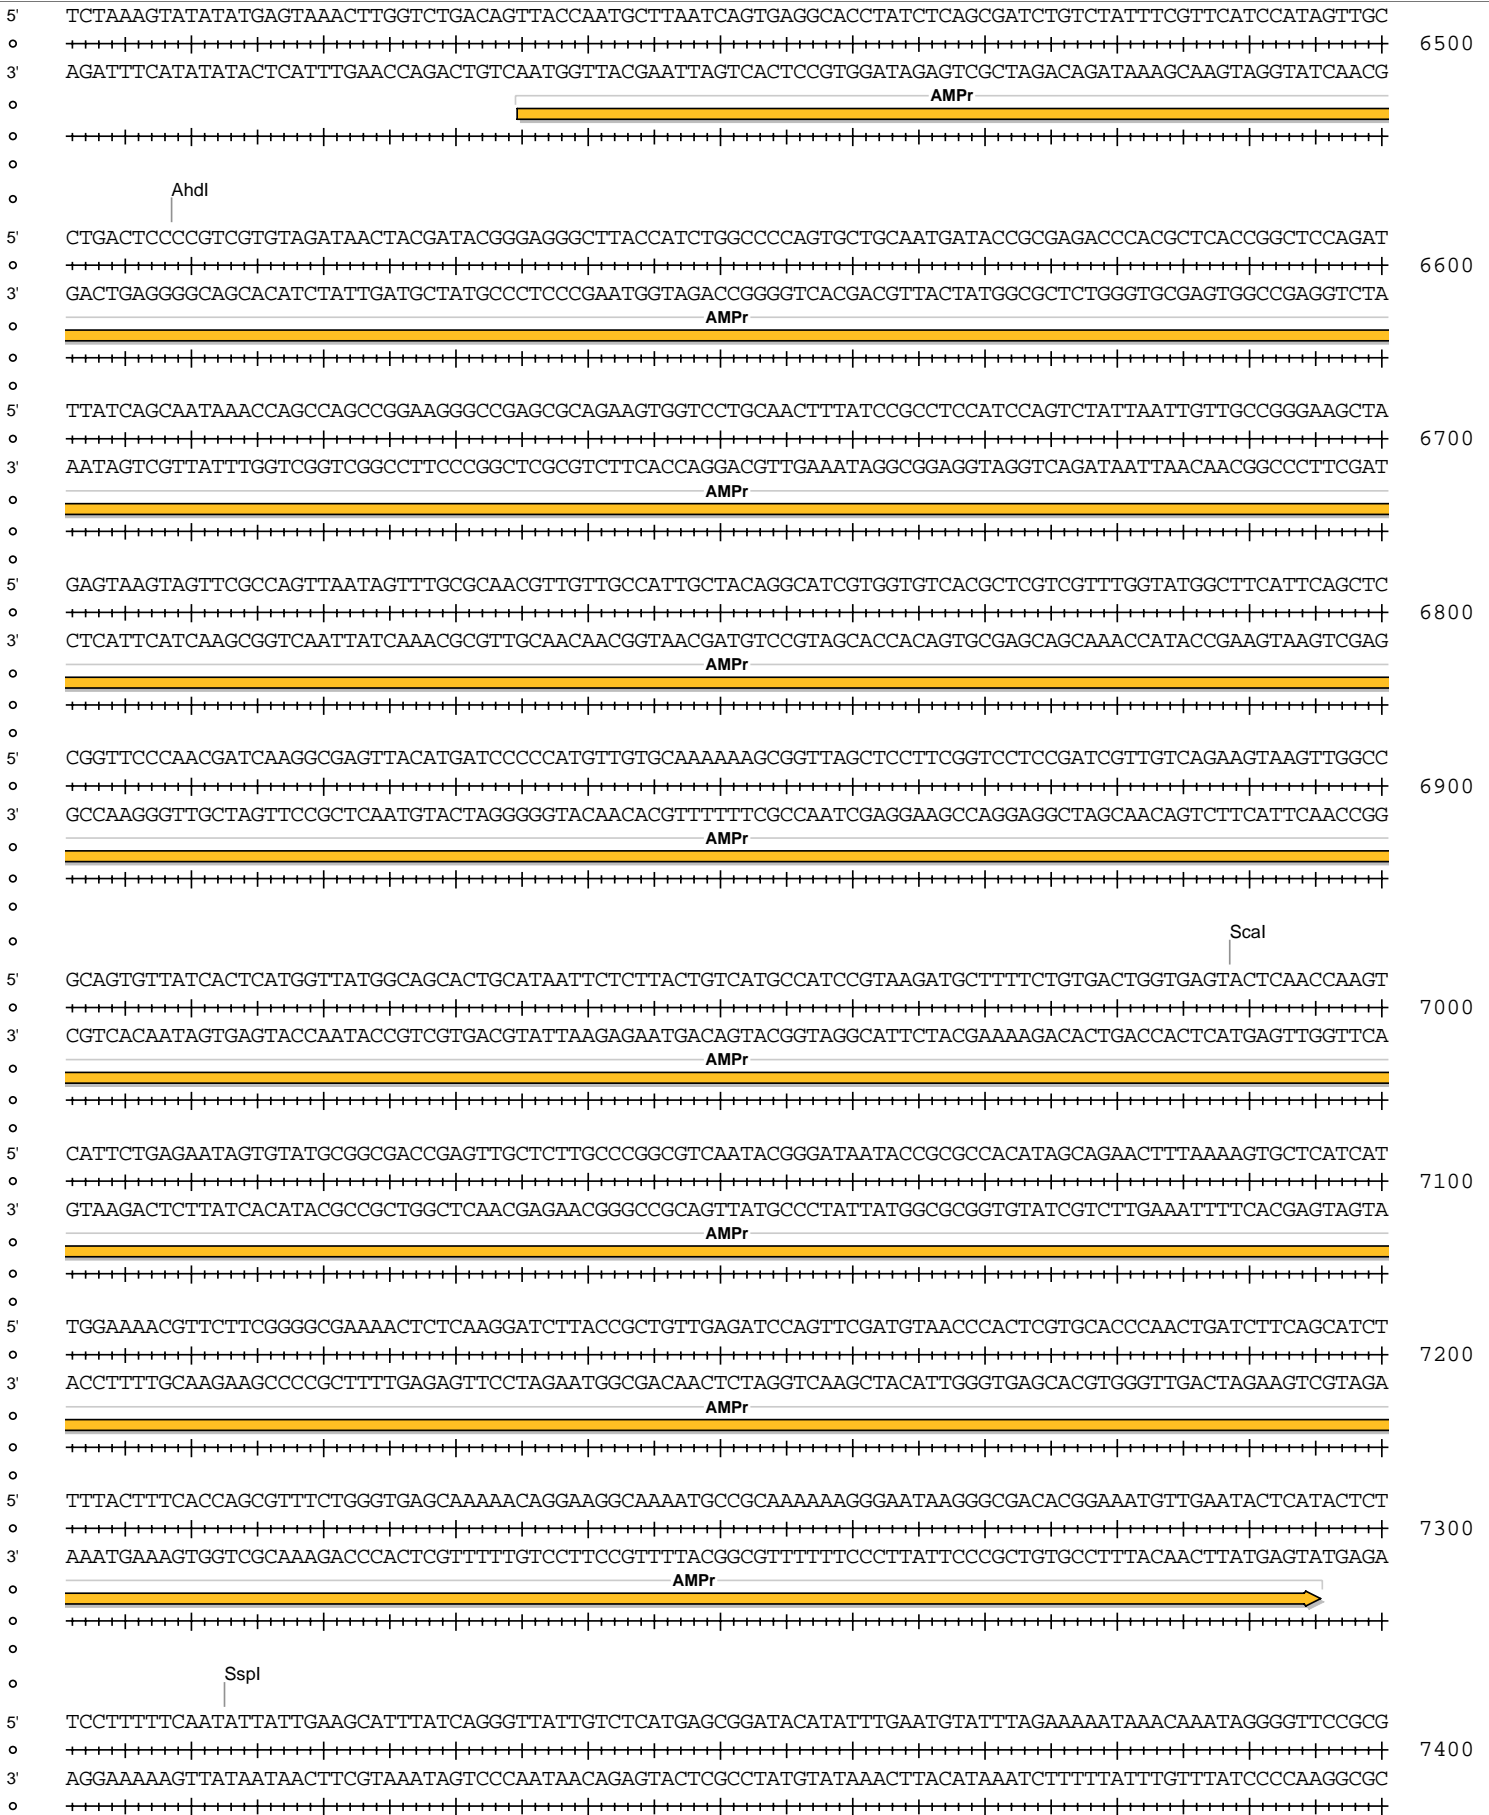 5' TCTAAAGTATATATGAGTAAACTTGGTCTGACAGTTACCAATGCTTAATCAGTGAGGCACCTATCTCAGCGATCTGTCTATTTCGTTCATCCATAGTTGC
6500
3' AGATTTCATATATACTCATTTGAACCAGACTGTCAATGGTTACGAATTAGTCACTCCGTGGATAGAGTCGCTAGACAGATAAAGCAAGTAGGTATCAACG
AMPr
AhdI
5' CTGACTCCCCGTCGTGTAGATAACTACGATACGGGAGGGCTTACCATCTGGCCCCAGTGCTGCAATGATACCGCGAGACCCACGCTCACCGGCTCCAGAT
6600
3' GACTGAGGGGCAGCACATCTATTGATGCTATGCCCTCCCGAATGGTAGACCGGGGTCACGACGTTACTATGGCGCTCTGGGTGCGAGTGGCCGAGGTCTA
AMPr
5' TTATCAGCAATAAACCAGCCAGCCGGAAGGGCCGAGCGCAGAAGTGGTCCTGCAACTTTATCCGCCTCCATCCAGTCTATTAATTGTTGCCGGGAAGCTA
6700
3' AATAGTCGTTATTTGGTCGGTCGGCCTTCCCGGCTCGCGTCTTCACCAGGACGTTGAAATAGGCGGAGGTAGGTCAGATAATTAACAACGGCCCTTCGAT
AMPr
5' GAGTAAGTAGTTCGCCAGTTAATAGTTTGCGCAACGTTGTTGCCATTGCTACAGGCATCGTGGTGTCACGCTCGTCGTTTGGTATGGCTTCATTCAGCTC
6800
3' CTCATTCATCAAGCGGTCAATTATCAAACGCGTTGCAACAACGGTAACGATGTCCGTAGCACCACAGTGCGAGCAGCAAACCATACCGAAGTAAGTCGAG
AMPr
5' CGGTTCCCAACGATCAAGGCGAGTTACATGATCCCCCATGTTGTGCAAAAAAGCGGTTAGCTCCTTCGGTCCTCCGATCGTTGTCAGAAGTAAGTTGGCC
6900
3' GCCAAGGGTTGCTAGTTCCGCTCAATGTACTAGGGGGTACAACACGTTTTTTCGCCAATCGAGGAAGCCAGGAGGCTAGCAACAGTCTTCATTCAACCGG
AMPr
ScaI
5' GCAGTGTTATCACTCATGGTTATGGCAGCACTGCATAATTCTCTTACTGTCATGCCATCCGTAAGATGCTTTTCTGTGACTGGTGAGTACTCAACCAAGT
7000
3' CGTCACAATAGTGAGTACCAATACCGTCGTGACGTATTAAGAGAATGACAGTACGGTAGGCATTCTACGAAAAGACACTGACCACTCATGAGTTGGTTCA
AMPr
5' CATTCTGAGAATAGTGTATGCGGCGACCGAGTTGCTCTTGCCCGGCGTCAATACGGGATAATACCGCGCCACATAGCAGAACTTTAAAAGTGCTCATCAT
7100
3' GTAAGACTCTTATCACATACGCCGCTGGCTCAACGAGAACGGGCCGCAGTTATGCCCTATTATGGCGCGGTGTATCGTCTTGAAATTTTCACGAGTAGTA
AMPr
5' TGGAAAACGTTCTTCGGGGCGAAAACTCTCAAGGATCTTACCGCTGTTGAGATCCAGTTCGATGTAACCCACTCGTGCACCCAACTGATCTTCAGCATCT
7200
3' ACCTTTTGCAAGAAGCCCCGCTTTTGAGAGTTCCTAGAATGGCGACAACTCTAGGTCAAGCTACATTGGGTGAGCACGTGGGTTGACTAGAAGTCGTAGA
AMPr
5' TTTACTTTCACCAGCGTTTCTGGGTGAGCAAAAACAGGAAGGCAAAATGCCGCAAAAAAGGGAATAAGGGCGACACGGAAATGTTGAATACTCATACTCT
7300
3' AAATGAAAGTGGTCGCAAAGACCCACTCGTTTTTGTCCTTCCGTTTTACGGCGTTTTTTCCCTTATTCCCGCTGTGCCTTTACAACTTATGAGTATGAGA
AMPr
SspI
5' TCCTTTTTCAATATTATTGAAGCATTTATCAGGGTTATTGTCTCATGAGCGGATACATATTTGAATGTATTTAGAAAAATAAACAAATAGGGGTTCCGCG
7400
3' AGGAAAAAGTTATAATAACTTCGTAAATAGTCCCAATAACAGAGTACTCGCCTATGTATAAACTTACATAAATCTTTTTATTTGTTTATCCCCAAGGCGC